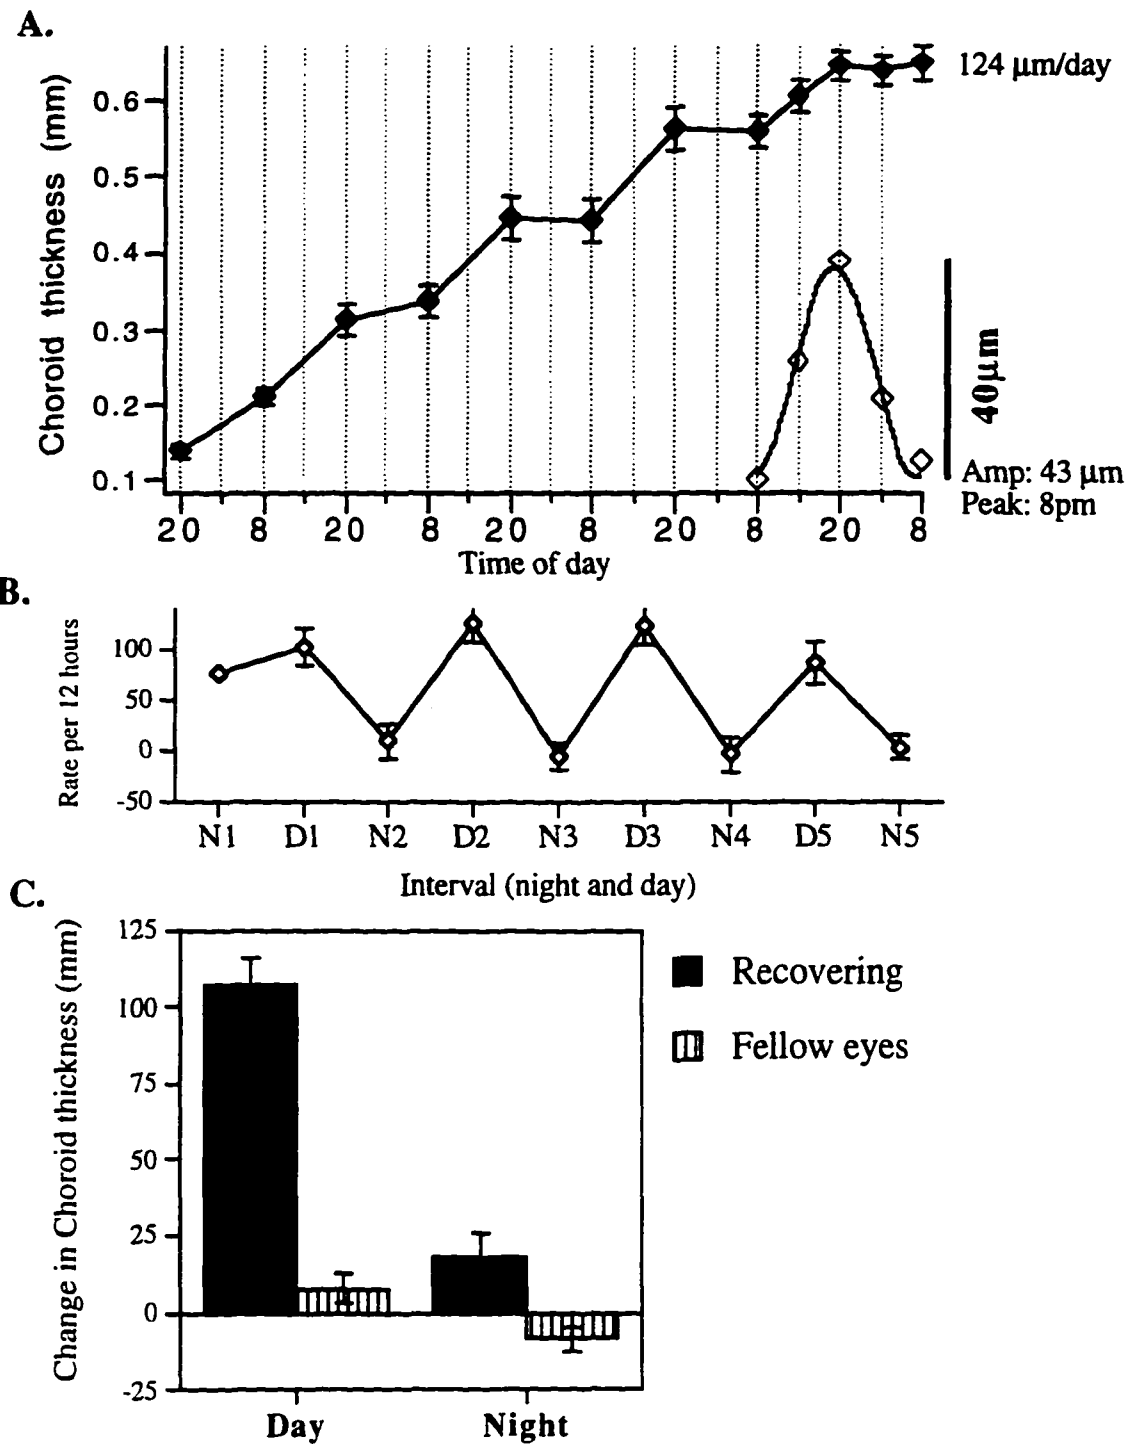 A.
Choroid thickness (mm)
0.6
0.5
0.4
0.3
0.2
0.1
124 µm/day
40µm
Amp: 43 µm
Peak: 8pm
20 8 20 8 20 8 20 8 20 8
Time of day
B.
Rate per 12 hours
100
50
0
-50
N1 D1 N2 D2 N3 D3 N4 D5 N5
Interval (night and day)
C.
Change in Choroid thickness (mm)
125
100
75
50
25
0
-25
Recovering
Fellow eyes
Day Night